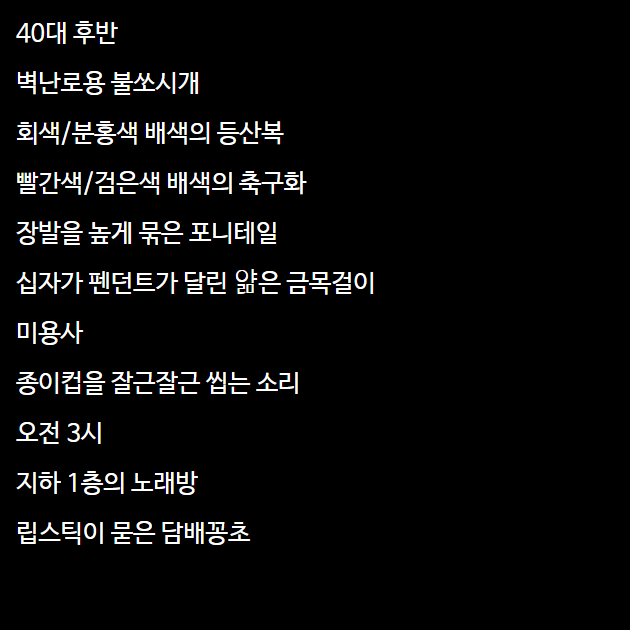 40대 후반
벽난로용 불쏘시개
회색/분홍색 배색의 등산복
빨간색/검은색 배색의 축구화
장발을 높게 묶은 포니테일
십자가 펜던트가 달린 얇은 금목걸이
미용사
종이컵을 잘근잘근 씹는 소리
오전 3시
지하 1층의 노래방
립스틱이 묻은 담배꽁초